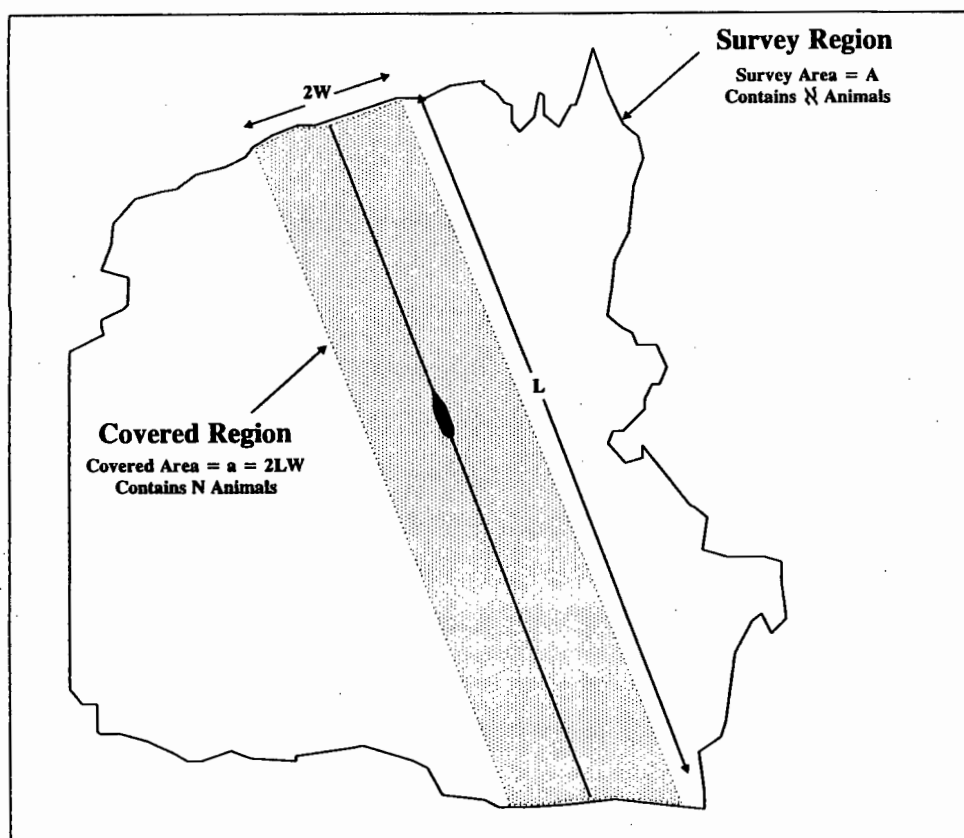 Survey Region
Survey Area = A
Contains ℵ Animals
2W
L
Covered Region
Covered Area = a = 2LW
Contains N Animals